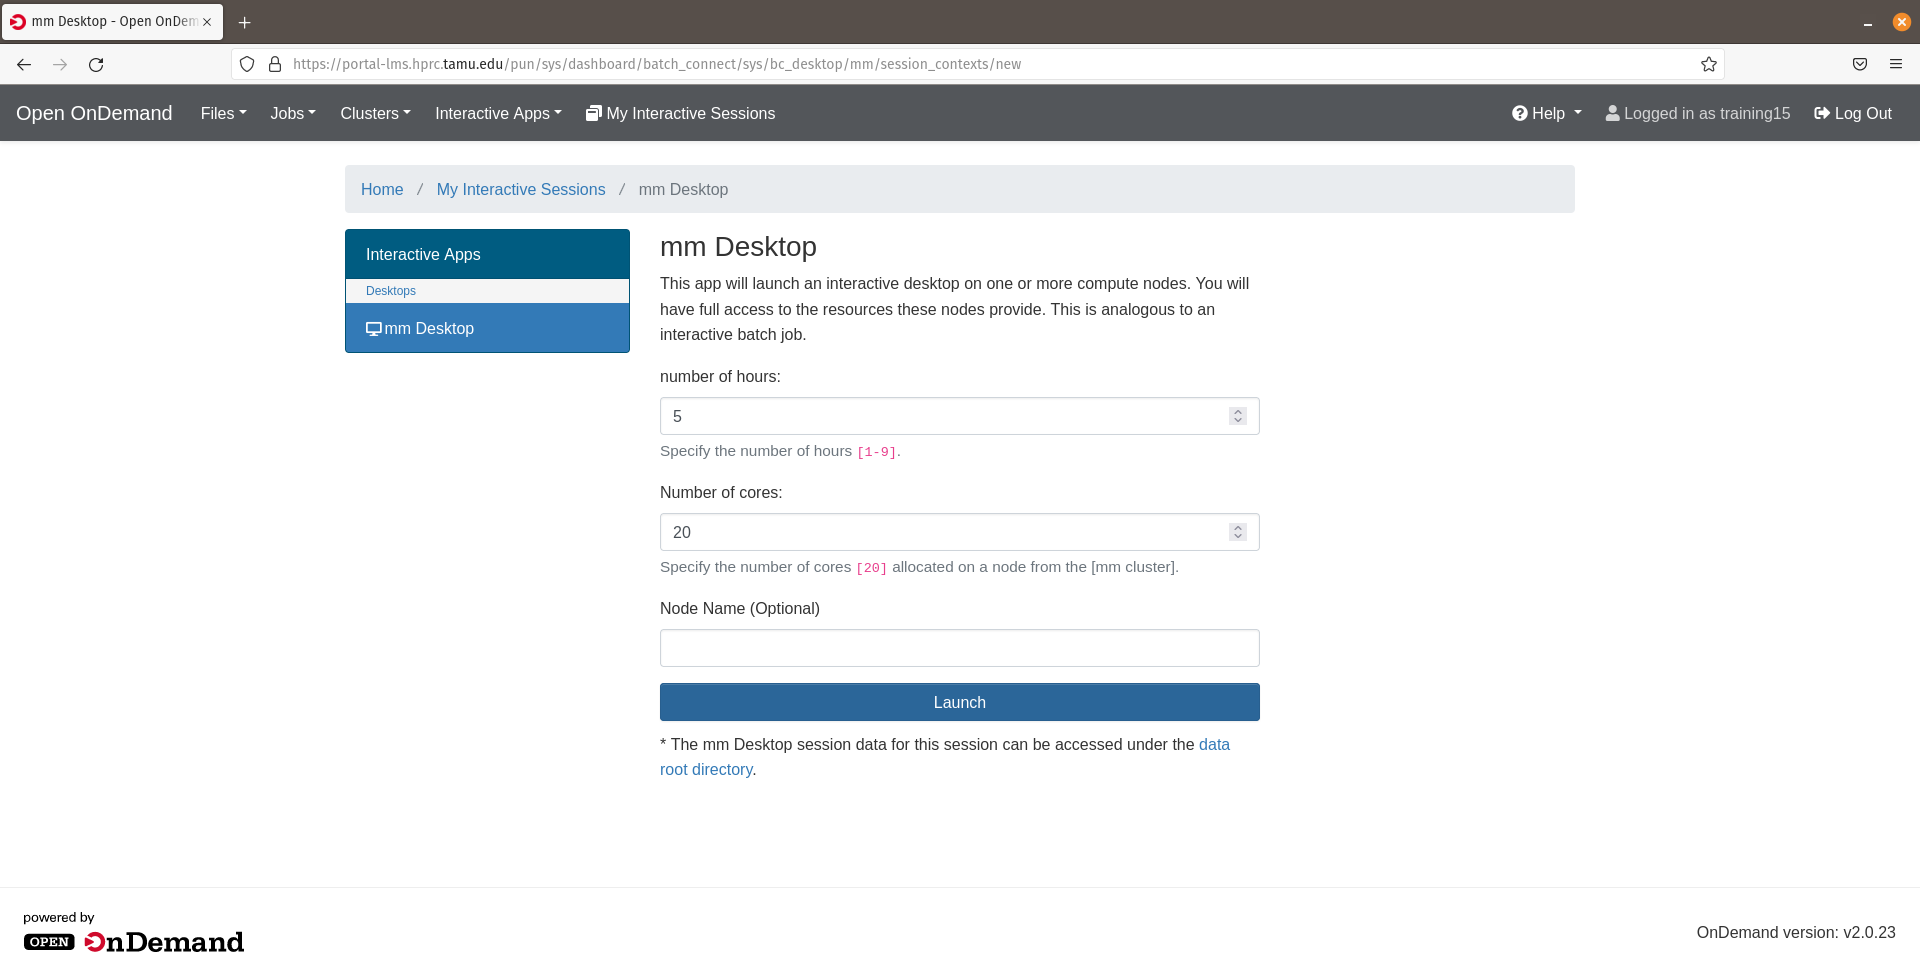 mm Desktop - Open OnDem
https://portal-lms.hprc.tamu.edu/pun/sys/dashboard/batch_connect/sys/bc_desktop/mm/session_contexts/new
Open OnDemand Files Jobs Clusters Interactive Apps My Interactive Sessions Help Logged in as training15 Log Out
Home / My Interactive Sessions / mm Desktop
Interactive Apps
Desktops
mm Desktop
mm Desktop
This app will launch an interactive desktop on one or more compute nodes. You will
have full access to the resources these nodes provide. This is analogous to an
interactive batch job.
number of hours:
5
Specify the number of hours [1-9].
Number of cores:
20
Specify the number of cores [20] allocated on a node from the [mm cluster].
Node Name (Optional)
Launch
* The mm Desktop session data for this session can be accessed under the data
root directory.
powered by
OPEN OnDemand
OnDemand version: v2.0.23